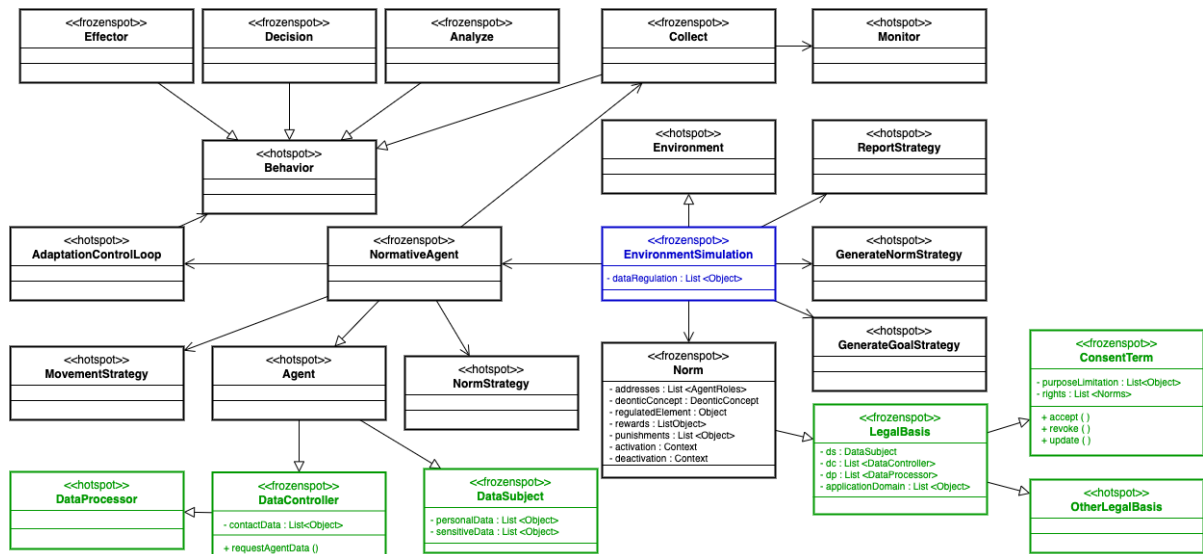 <<frozenspot>>
Effector
<<frozenspot>>
Decision
<<frozenspot>>
Analyze
<<frozenspot>>
Collect
<<hotspot>>
Monitor
<<hotspot>>
Behavior
<<hotspot>>
Environment
<<hotspot>>
ReportStrategy
<<hotspot>>
AdaptationControlLoop
<<frozenspot>>
NormativeAgent
<<frozenspot>>
EnvironmentSimulation
- dataRegulation : List <Object>
<<hotspot>>
GenerateNormStrategy
<<hotspot>>
GenerateGoalStrategy
<<hotspot>>
MovementStrategy
<<hotspot>>
Agent
<<hotspot>>
NormStrategy
<<frozenspot>>
Norm
- addresses : List <AgentRoles>
- deonticConcept : DeonticConcept
- regulatedElement : Object
- rewards : ListObject>
- punishments : List <Object>
- activation : Context
- deactivation : Context
<<frozenspot>>
ConsentTerm
- purposeLimitation : List<Object>
- rights : List <Norms>
+ accept ( )
+ revoke ( )
+ update ( )
<<frozenspot>>
LegalBasis
- ds : DataSubject
- dc : List <DataController>
- dp : List <DataProcessor>
- applicationDomain : List <Object>
<<hotspot>>
DataProcessor
<<frozenspot>>
DataController
- contactData : List<Object>
+ requestAgentData ()
<<frozenspot>>
DataSubject
- personalData : List <Object>
- sensitiveData : List <Object>
<<hotspot>>
OtherLegalBasis